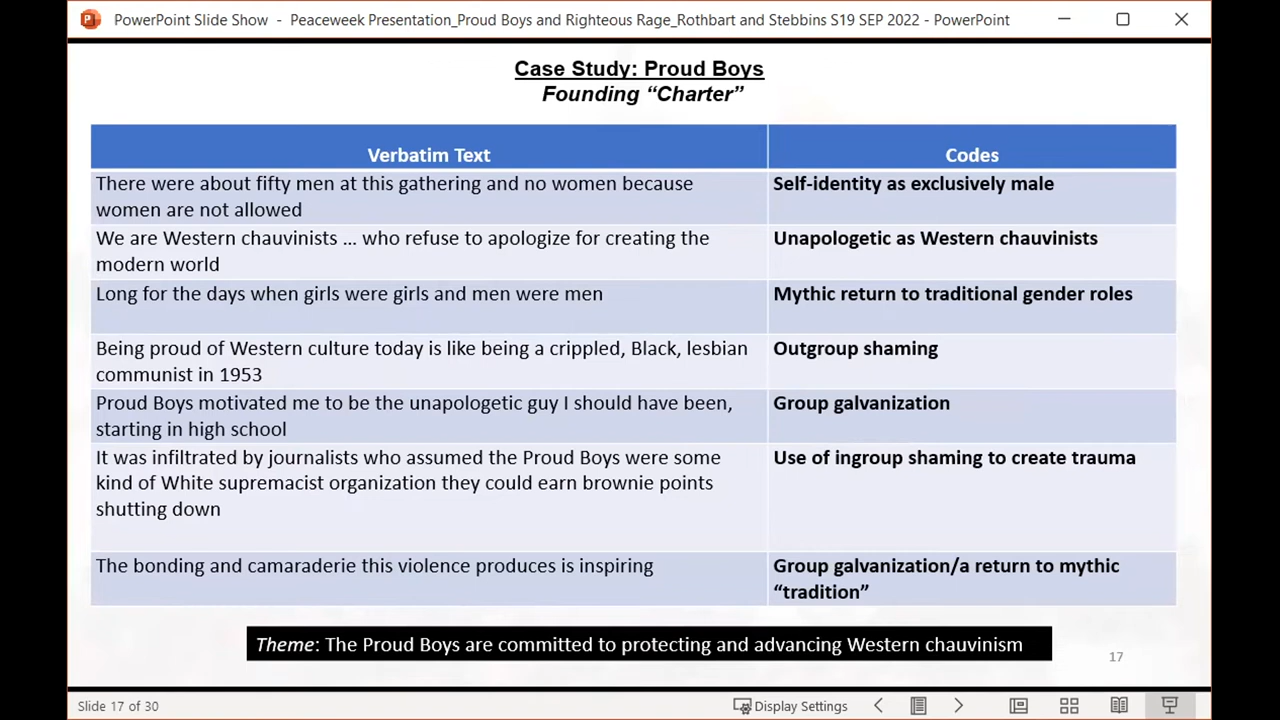 PowerPoint Slide Show - Peaceweek Presentation_Proud Boys and Righteous Rage_Rothbart and Stebbins S19 SEP 2022 - PowerPoint
Case Study: Proud Boys
Founding “Charter”
Verbatim Text
Codes
There were about fifty men at this gathering and no women because
women are not allowed
Self-identity as exclusively male
We are Western chauvinists ... who refuse to apologize for creating the
modern world
Unapologetic as Western chauvinists
Long for the days when girls were girls and men were men
Mythic return to traditional gender roles
Being proud of Western culture today is like being a crippled, Black, lesbian
communist in 1953
Outgroup shaming
Proud Boys motivated me to be the unapologetic guy I should have been,
starting in high school
Group galvanization
It was infiltrated by journalists who assumed the Proud Boys were some
kind of White supremacist organization they could earn brownie points
shutting down
Use of ingroup shaming to create trauma
The bonding and camaraderie this violence produces is inspiring
Group galvanization/a return to mythic
“tradition”
Theme: The Proud Boys are committed to protecting and advancing Western chauvinism
17
Slide 17 of 30
Display Settings